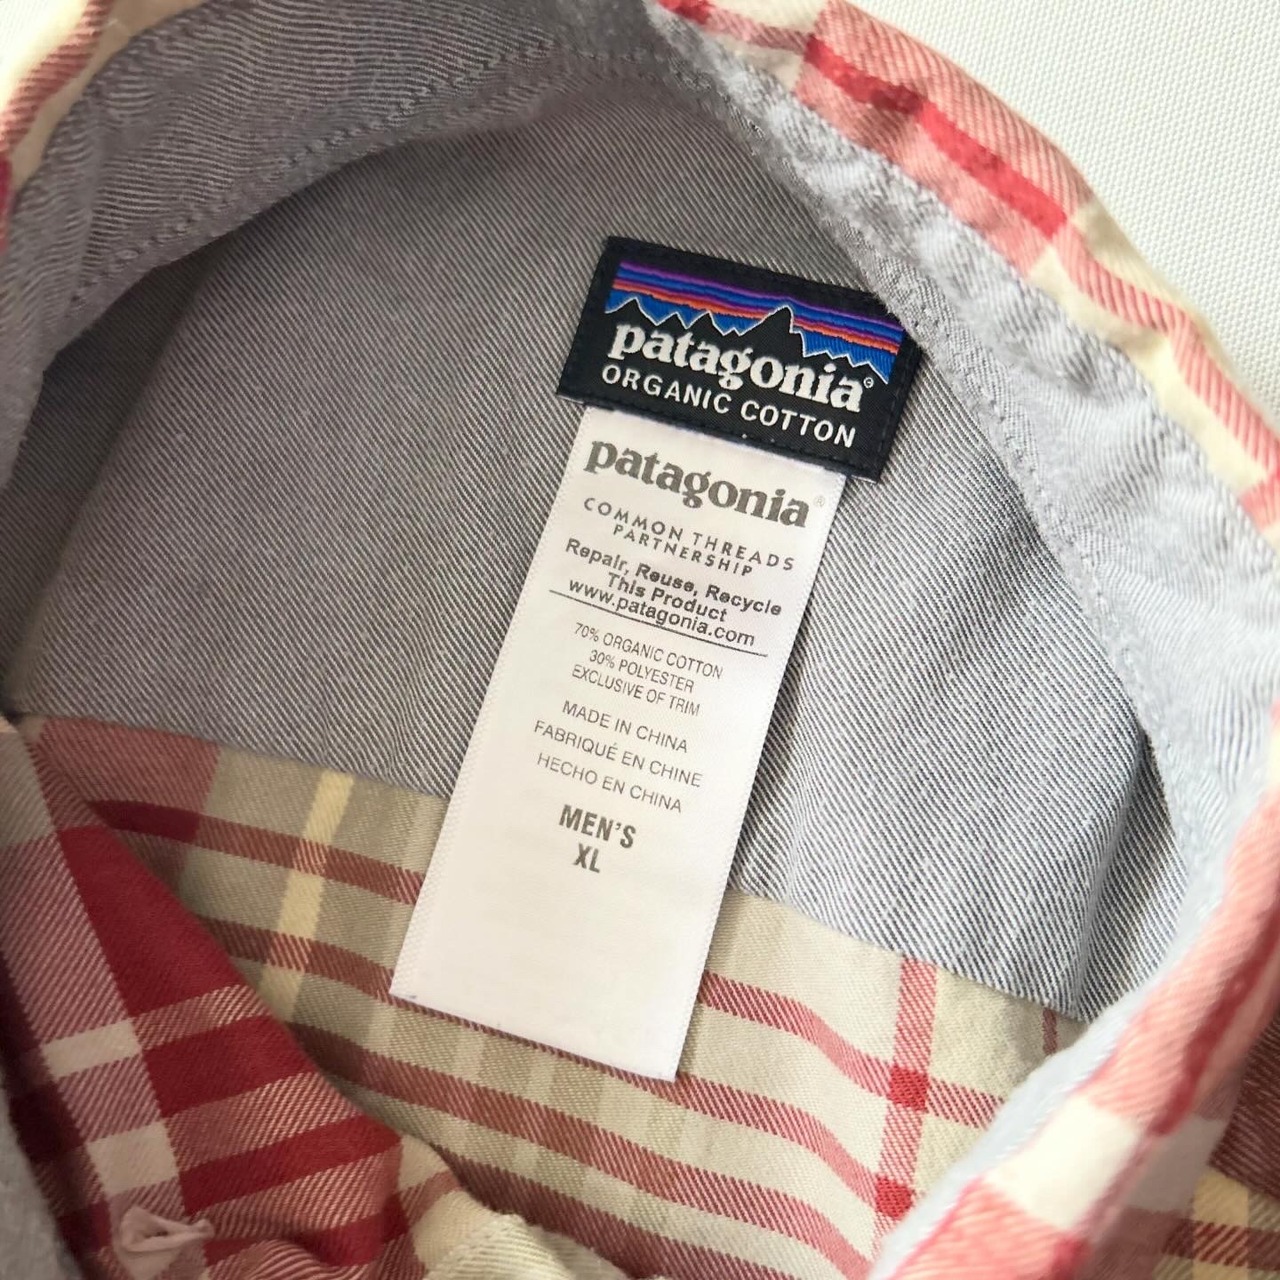 patagonia®
ORGANIC COTTON
patagonia®
COMMON THREADS
PARTNERSHIP
Repair, Reuse, Recycle
This Product
www.patagonia.com
70% ORGANIC COTTON
30% POLYESTER
EXCLUSIVE OF TRIM
MADE IN CHINA
FABRIQUÉ EN CHINE
HECHO EN CHINA
MEN'S
XL